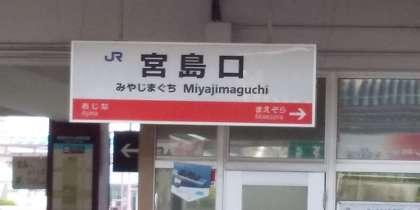 JR 宮島口
みやじまぐち Miyajimaguchi
あじな まえぞら
Ajina Maezora